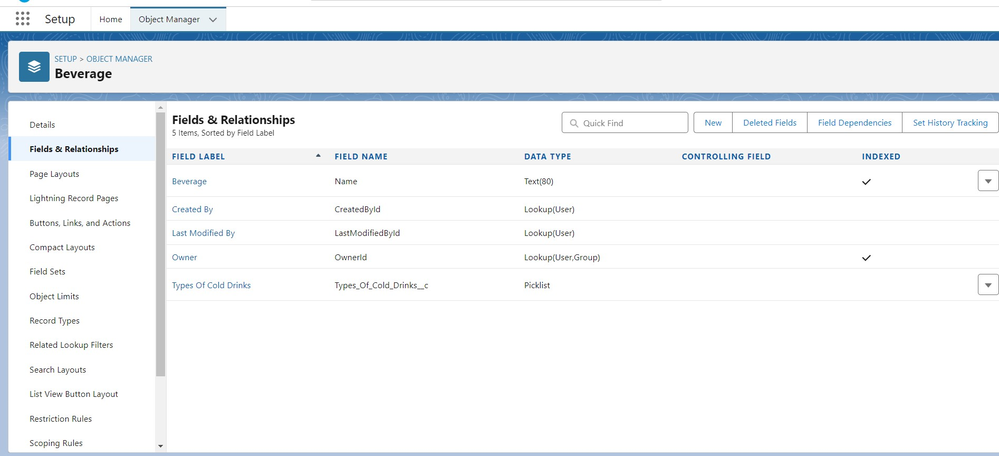 Setup
Home
Object Manager
SETUP > OBJECT MANAGER
Beverage
Details
Fields & Relationships
Page Layouts
Lightning Record Pages
Buttons, Links, and Actions
Compact Layouts
Field Sets
Object Limits
Record Types
Related Lookup Filters
Search Layouts
List View Button Layout
Restriction Rules
Scoping Rules
Fields & Relationships
5 Items, Sorted by Field Label
Quick Find
New
Deleted Fields
Field Dependencies
Set History Tracking
FIELD LABEL FIELD NAME DATA TYPE CONTROLLING FIELD INDEXED
Beverage Name Text(80)
Created By CreatedById Lookup(User)
Last Modified By LastModifiedById Lookup(User)
Owner OwnerId Lookup(User,Group)
Types Of Cold Drinks Types_Of_Cold_Drinks__c Picklist